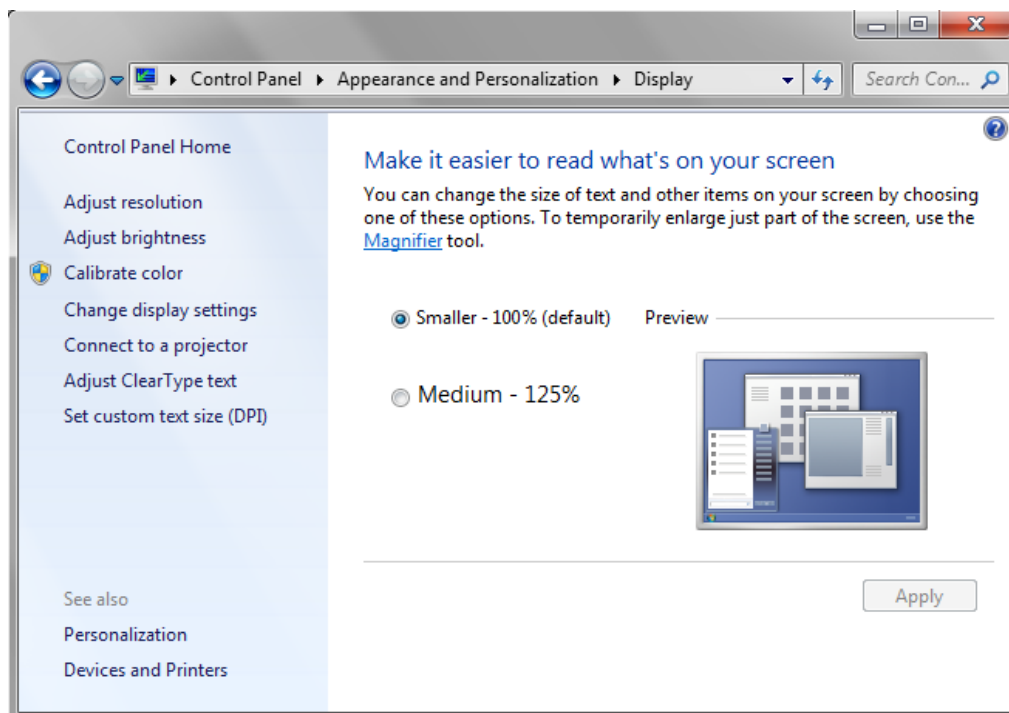 Control Panel Appearance and Personalization Display Search Con...
Control Panel Home
Adjust resolution
Adjust brightness
Calibrate color
Change display settings
Connect to a projector
Adjust ClearType text
Set custom text size (DPI)
See also
Personalization
Devices and Printers
Make it easier to read what's on your screen
You can change the size of text and other items on your screen by choosing
one of these options. To temporarily enlarge just part of the screen, use the
Magnifier tool.
Smaller - 100% (default) Preview
Medium - 125%
Apply